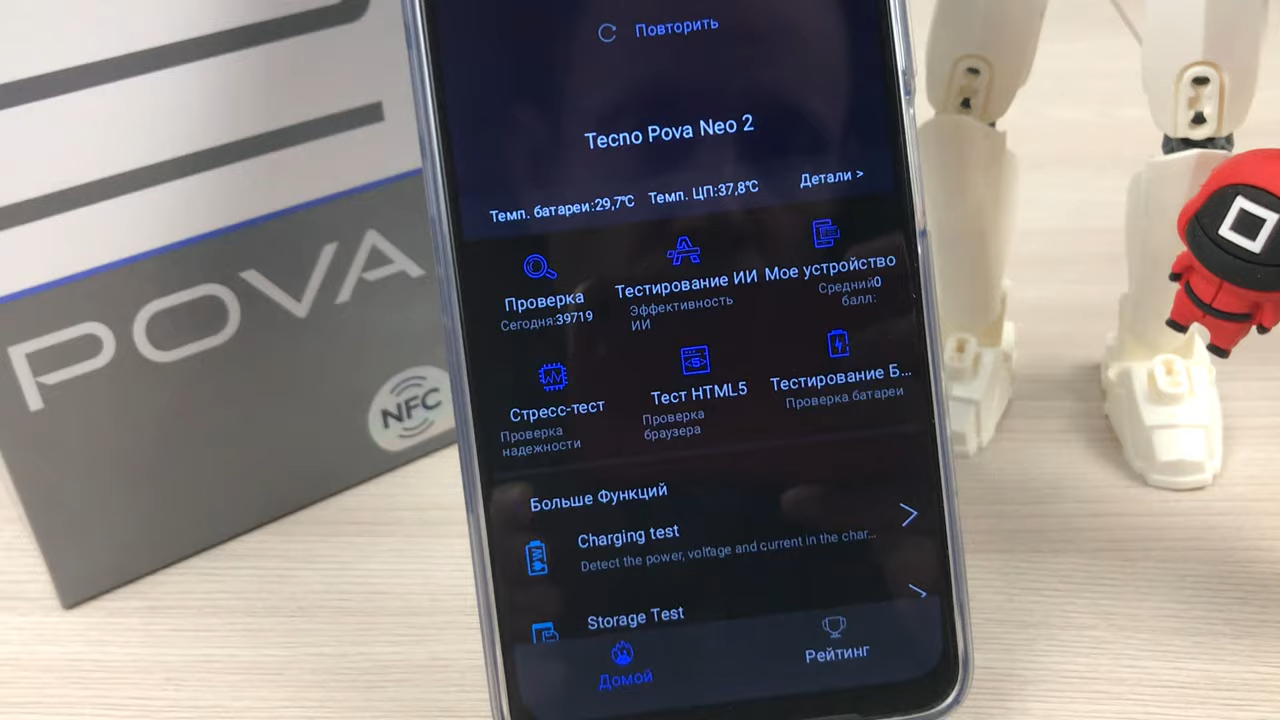 Повторить
Tecno Pova Neo 2
Темп. батареи:29,7℃ Темп. ЦП:37,8℃ Детали >
Проверка
Сегодня:39719
Тестирование ИИ
Эффективность
ИИ
Мое устройство
Средний0
балл:
Стресс-тест
Проверка
надежности
Тест HTML5
Проверка
браузера
Тестирование Б...
Проверка батареи
Больше Функций
Charging test
Detect the power, voltage and current in the char...
Storage Test
Домой
Рейтинг
POVA
NFC